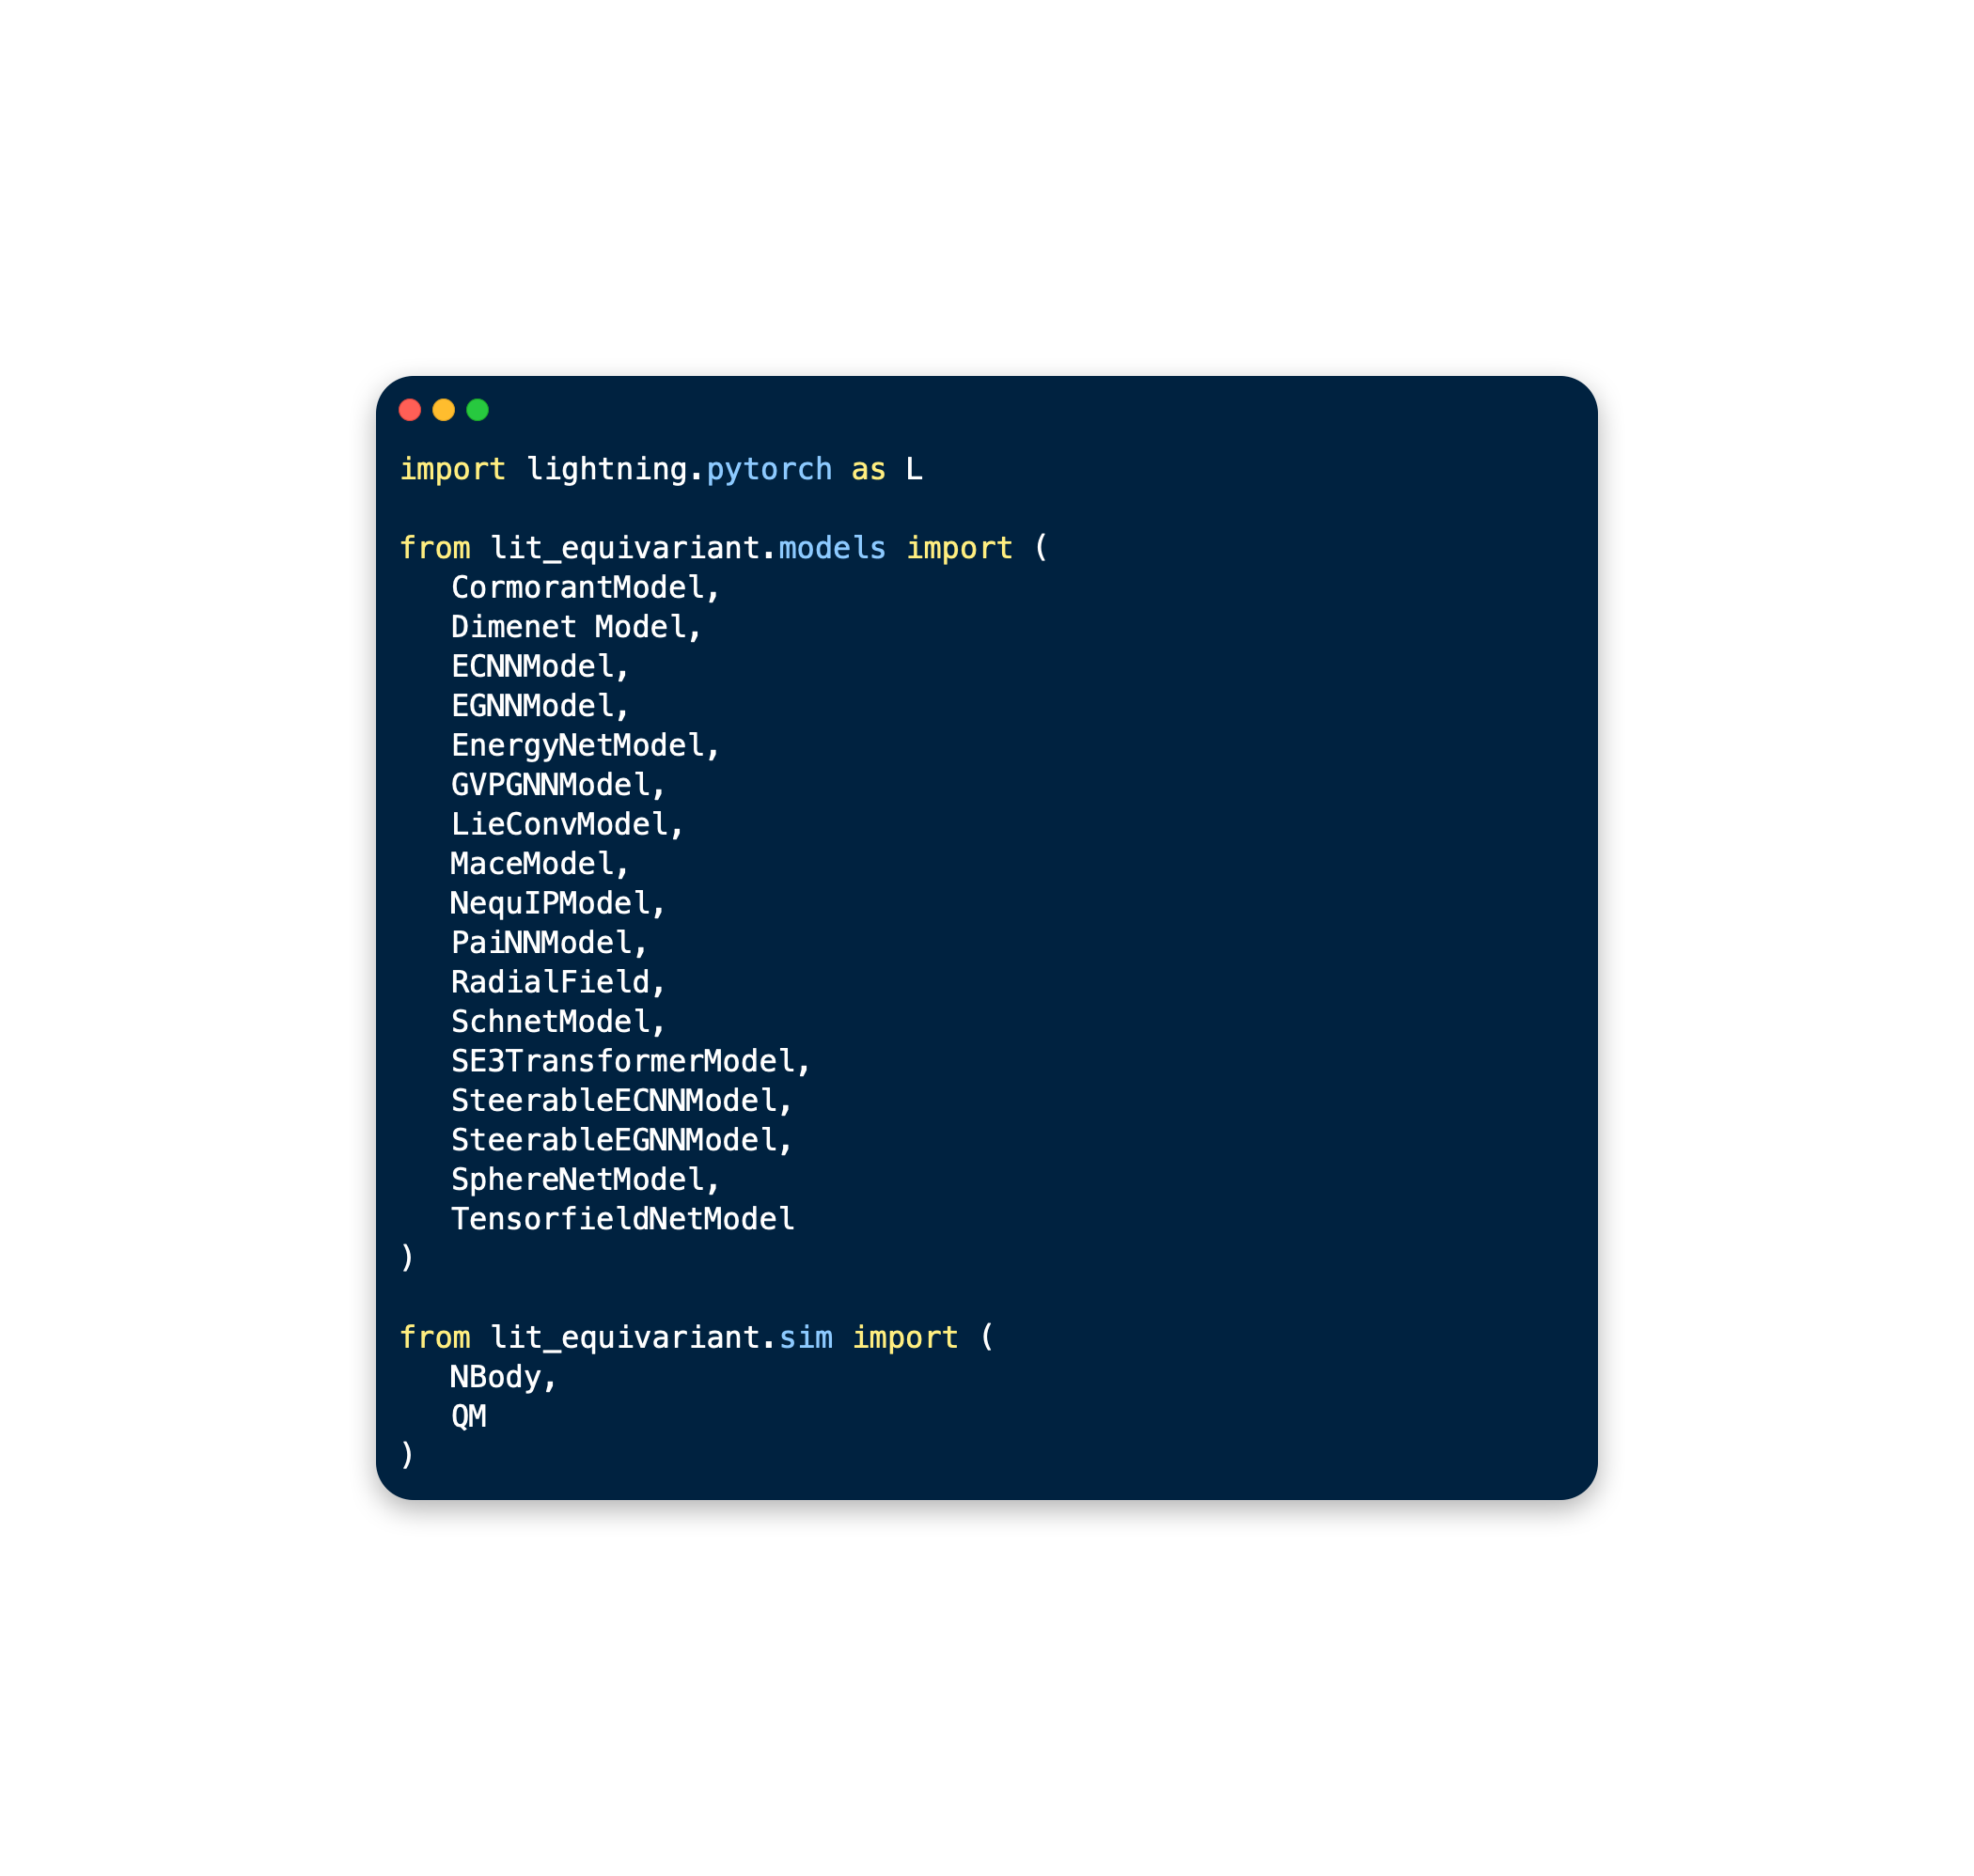 import lightning.pytorch as L
from lit_equivariant.models import (
CormorantModel,
Dimenet Model,
ECNNModel,
EGNNModel,
EnergyNetModel,
GVPGNNModel,
LieConvModel,
MaceModel,
NequIPModel,
PaiNNModel,
RadialField,
SchnetModel,
SE3TransformerModel,
SteerableECNNModel,
SteerableEGNNModel,
SphereNetModel,
TensorfieldNetModel
)
from lit_equivariant.sim import (
NBody,
QM
)